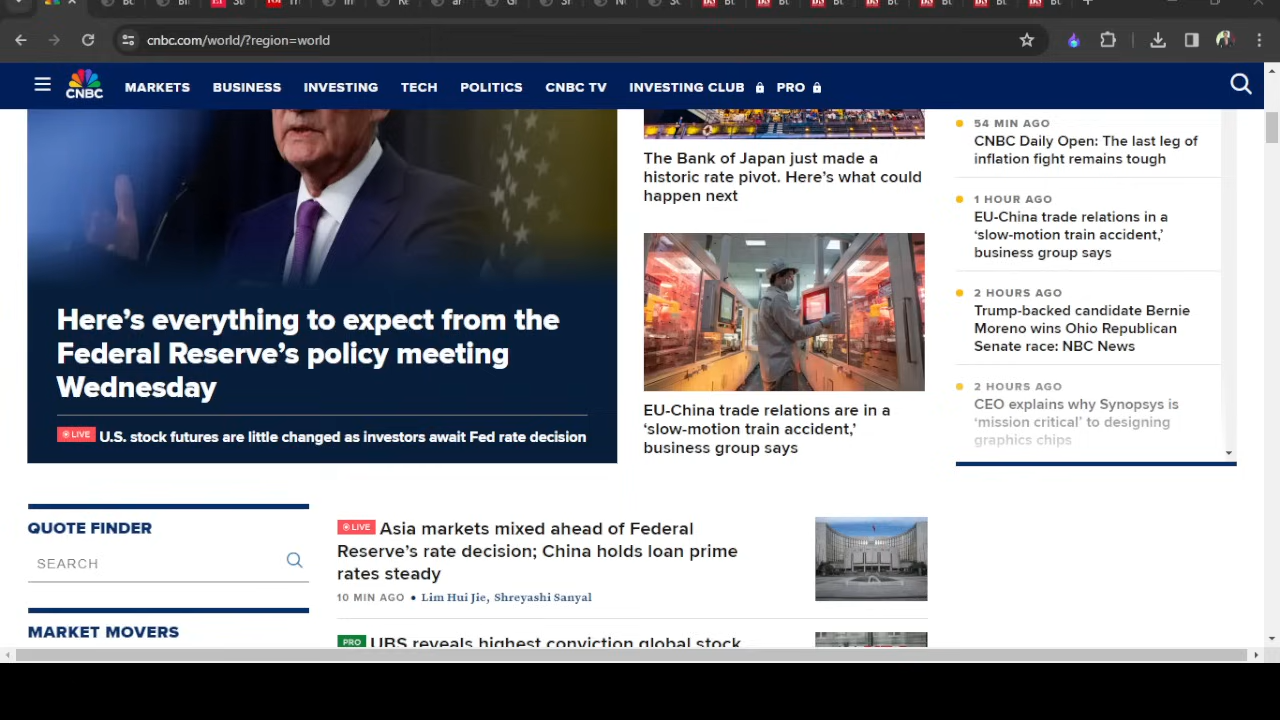 cnbc.com/world/?region=world
CNBC
MARKETS
BUSINESS
INVESTING
TECH
POLITICS
CNBC TV
INVESTING CLUB
PRO
Here's everything to expect from the
Federal Reserve's policy meeting
Wednesday
LIVE U.S. stock futures are little changed as investors await Fed rate decision
The Bank of Japan just made a
historic rate pivot. Here's what could
happen next
EU-China trade relations are in a
‘slow-motion train accident,’
business group says
54 MIN AGO
CNBC Daily Open: The last leg of
inflation fight remains tough
1 HOUR AGO
EU-China trade relations in a
‘slow-motion train accident,’
business group says
2 HOURS AGO
Trump-backed candidate Bernie
Moreno wins Ohio Republican
Senate race: NBC News
2 HOURS AGO
CEO explains why Synopsys is
‘mission critical’ to designing
graphics chips
QUOTE FINDER
SEARCH
MARKET MOVERS
LIVE Asia markets mixed ahead of Federal
Reserve's rate decision; China holds loan prime
rates steady
10 MIN AGO • Lim Hui Jie, Shreyashi Sanyal
PRO UBS reveals highest conviction global stock